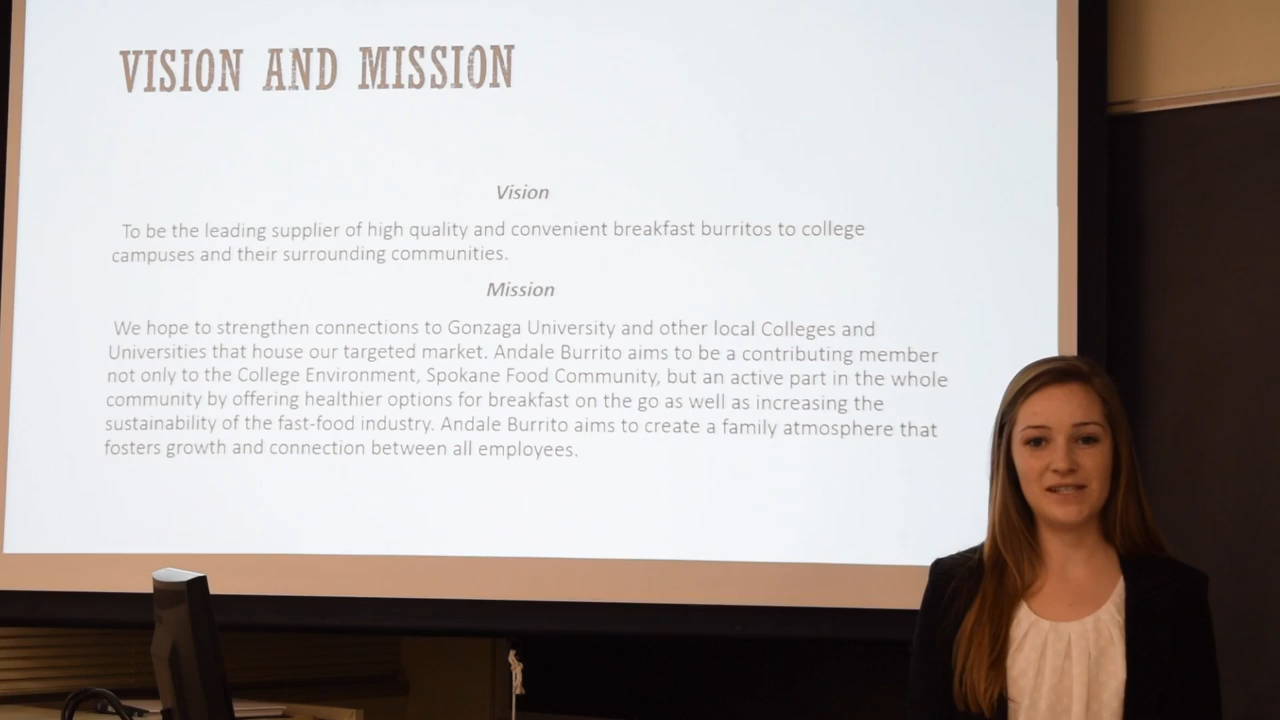 VISION AND MISSION
Vision
To be the leading supplier of high quality and convenient breakfast burritos to college
campuses and their surrounding communities.
Mission
We hope to strengthen connections to Gonzaga University and other local Colleges and
Universities that house our targeted market. Andale Burrito aims to be a contributing member
not only to the College Environment, Spokane Food Community, but an active part in the whole
community by offering healthier options for breakfast on the go as well as increasing the
sustainability of the fast-food industry. Andale Burrito aims to create a family atmosphere that
fosters growth and connection between all employees.